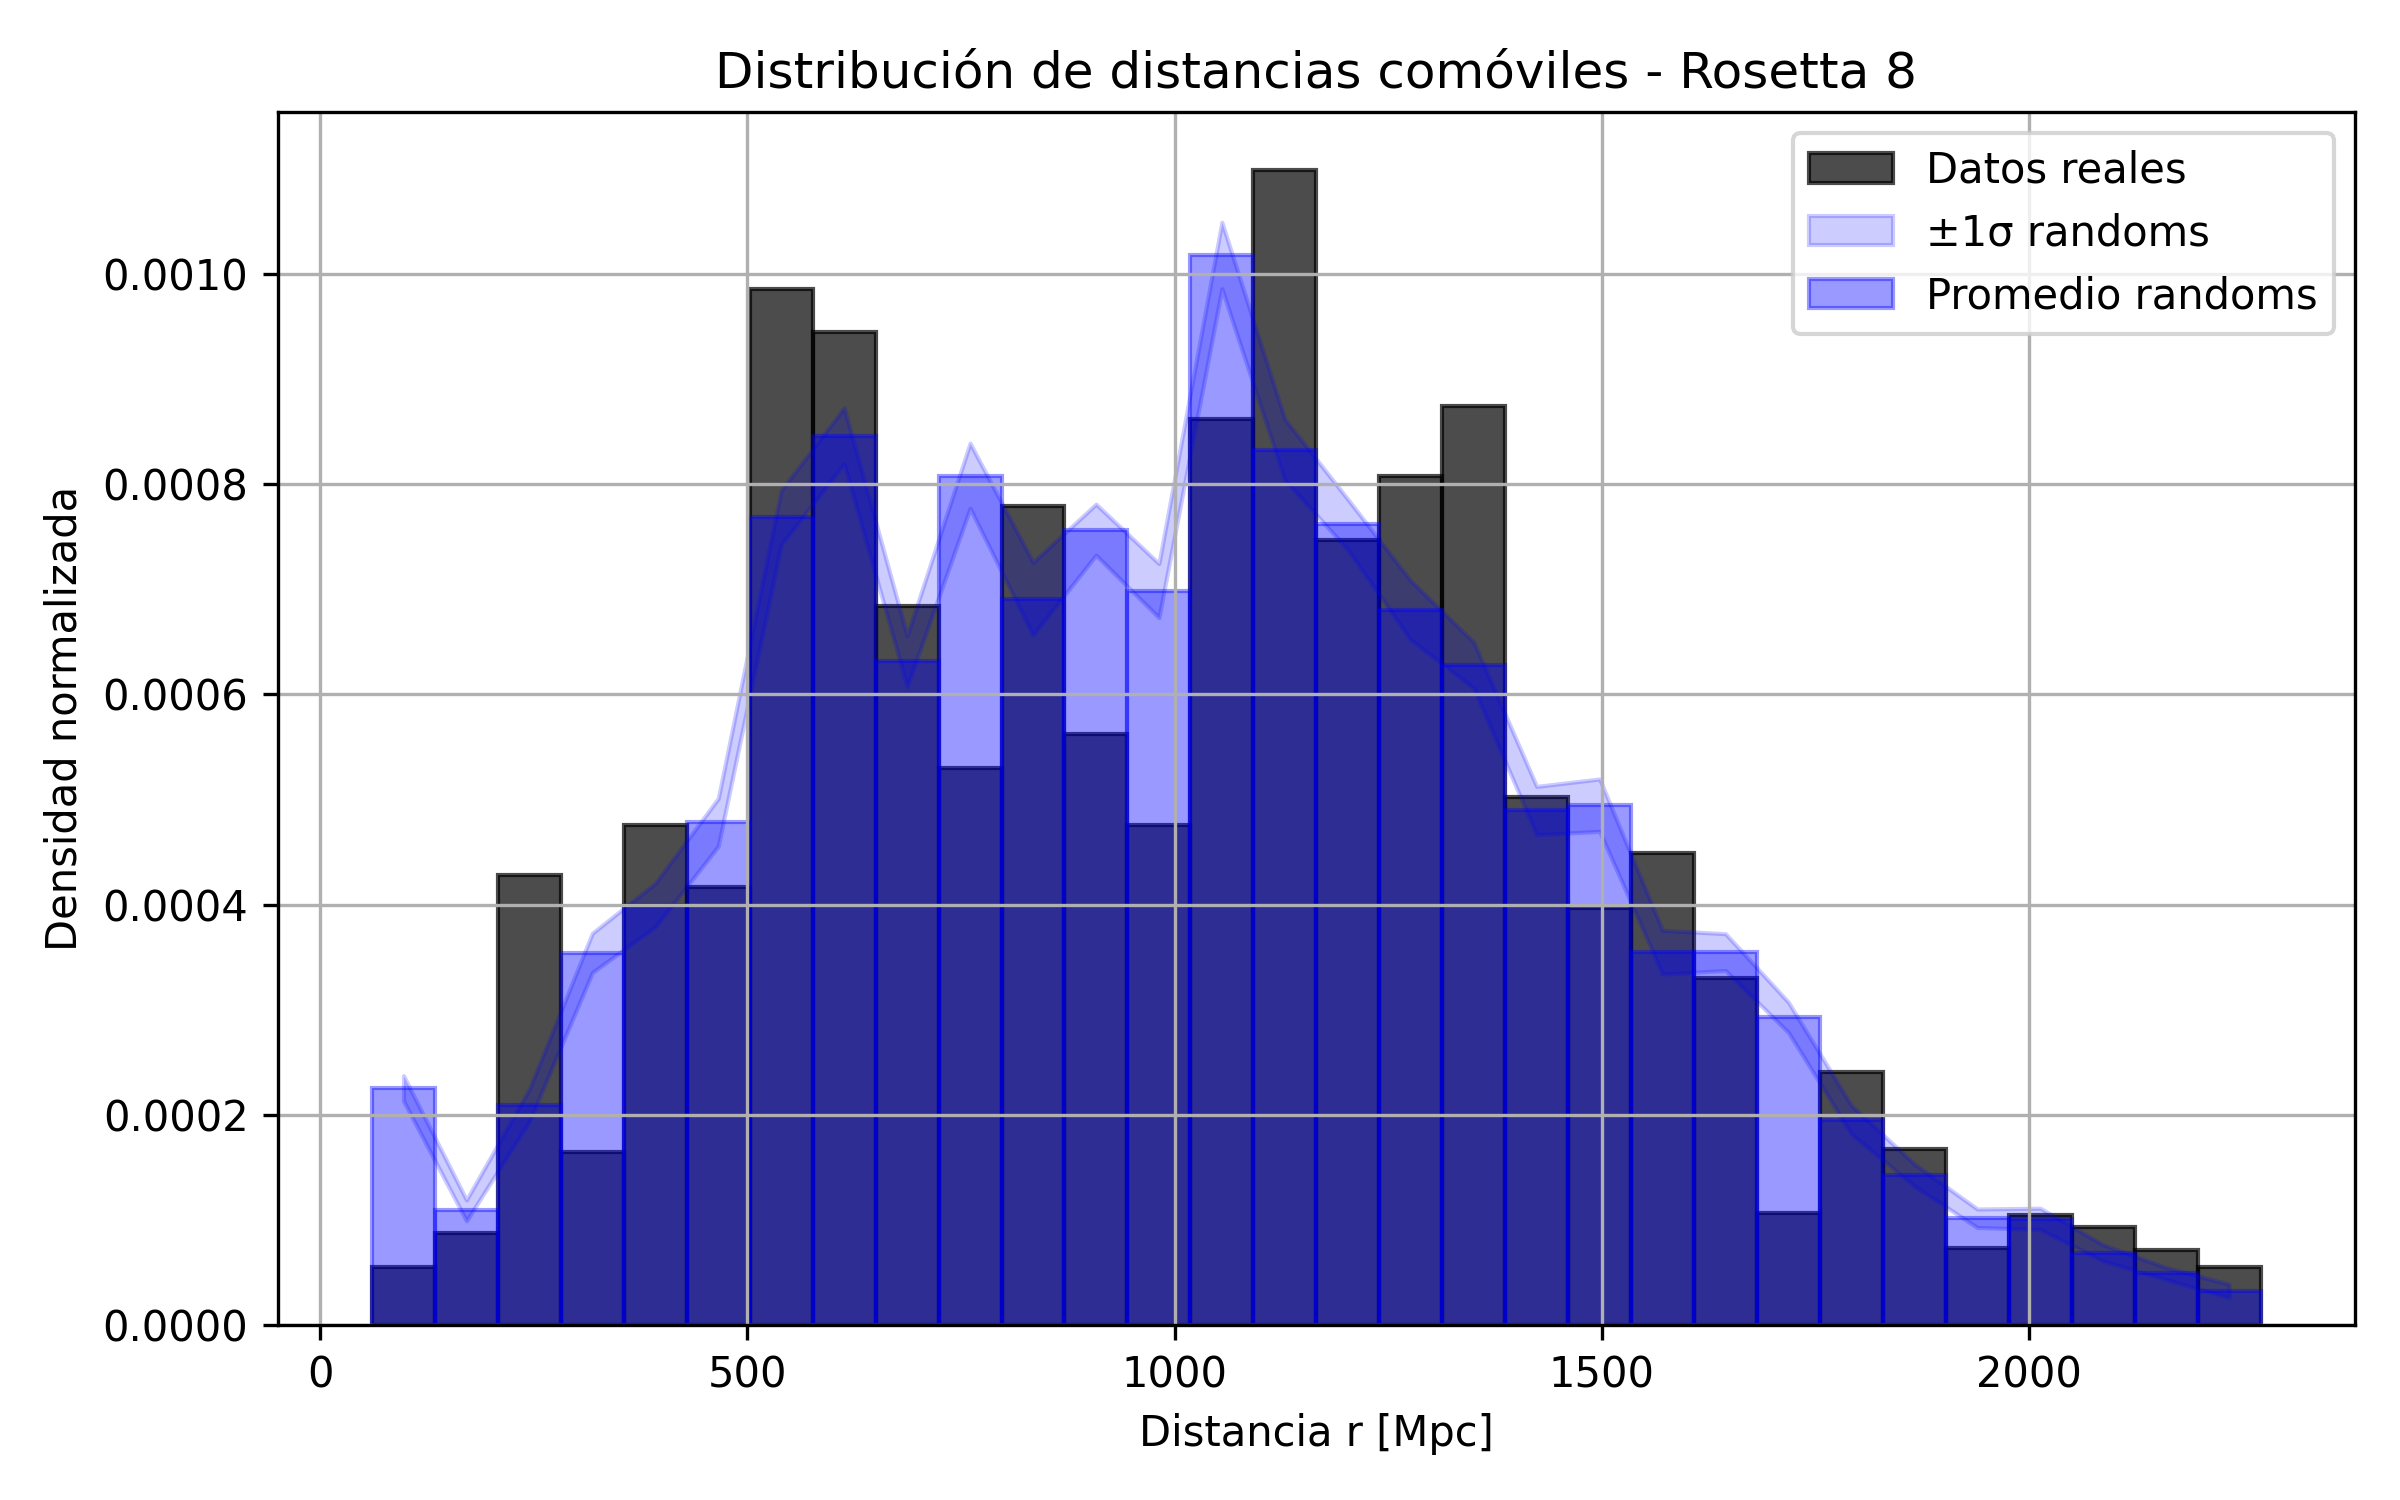 Distribución de distancias comóviles - Rosetta 8
Datos reales
±1σ randoms
Promedio randoms
Densidad normalizada
0.0010
0.0008
0.0006
0.0004
0.0002
0.0000
0 500 1000 1500 2000
Distancia r [Mpc]